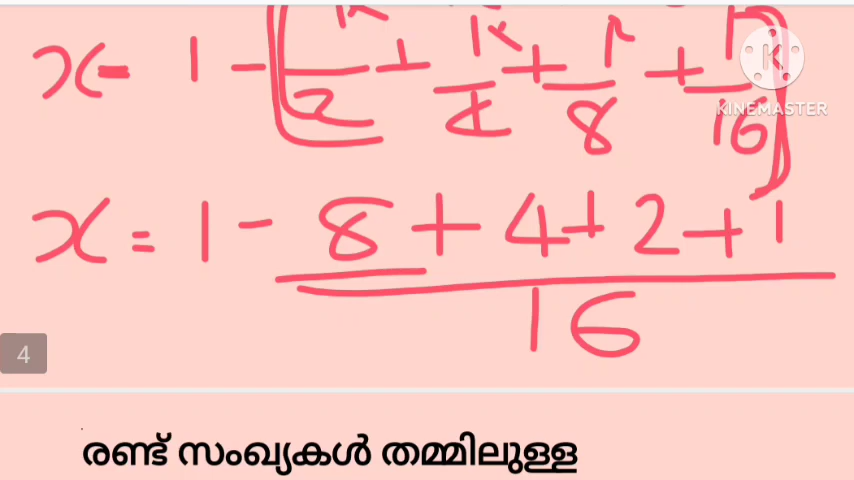 x = 1 - (1/2 + 1/4 + 1/8 + 1/16)
KINEMASTER
x = 1 - 8 + 4 + 2 + 1
16
4
രണ്ട് സംഖ്യകൾ തമ്മിലുള്ള